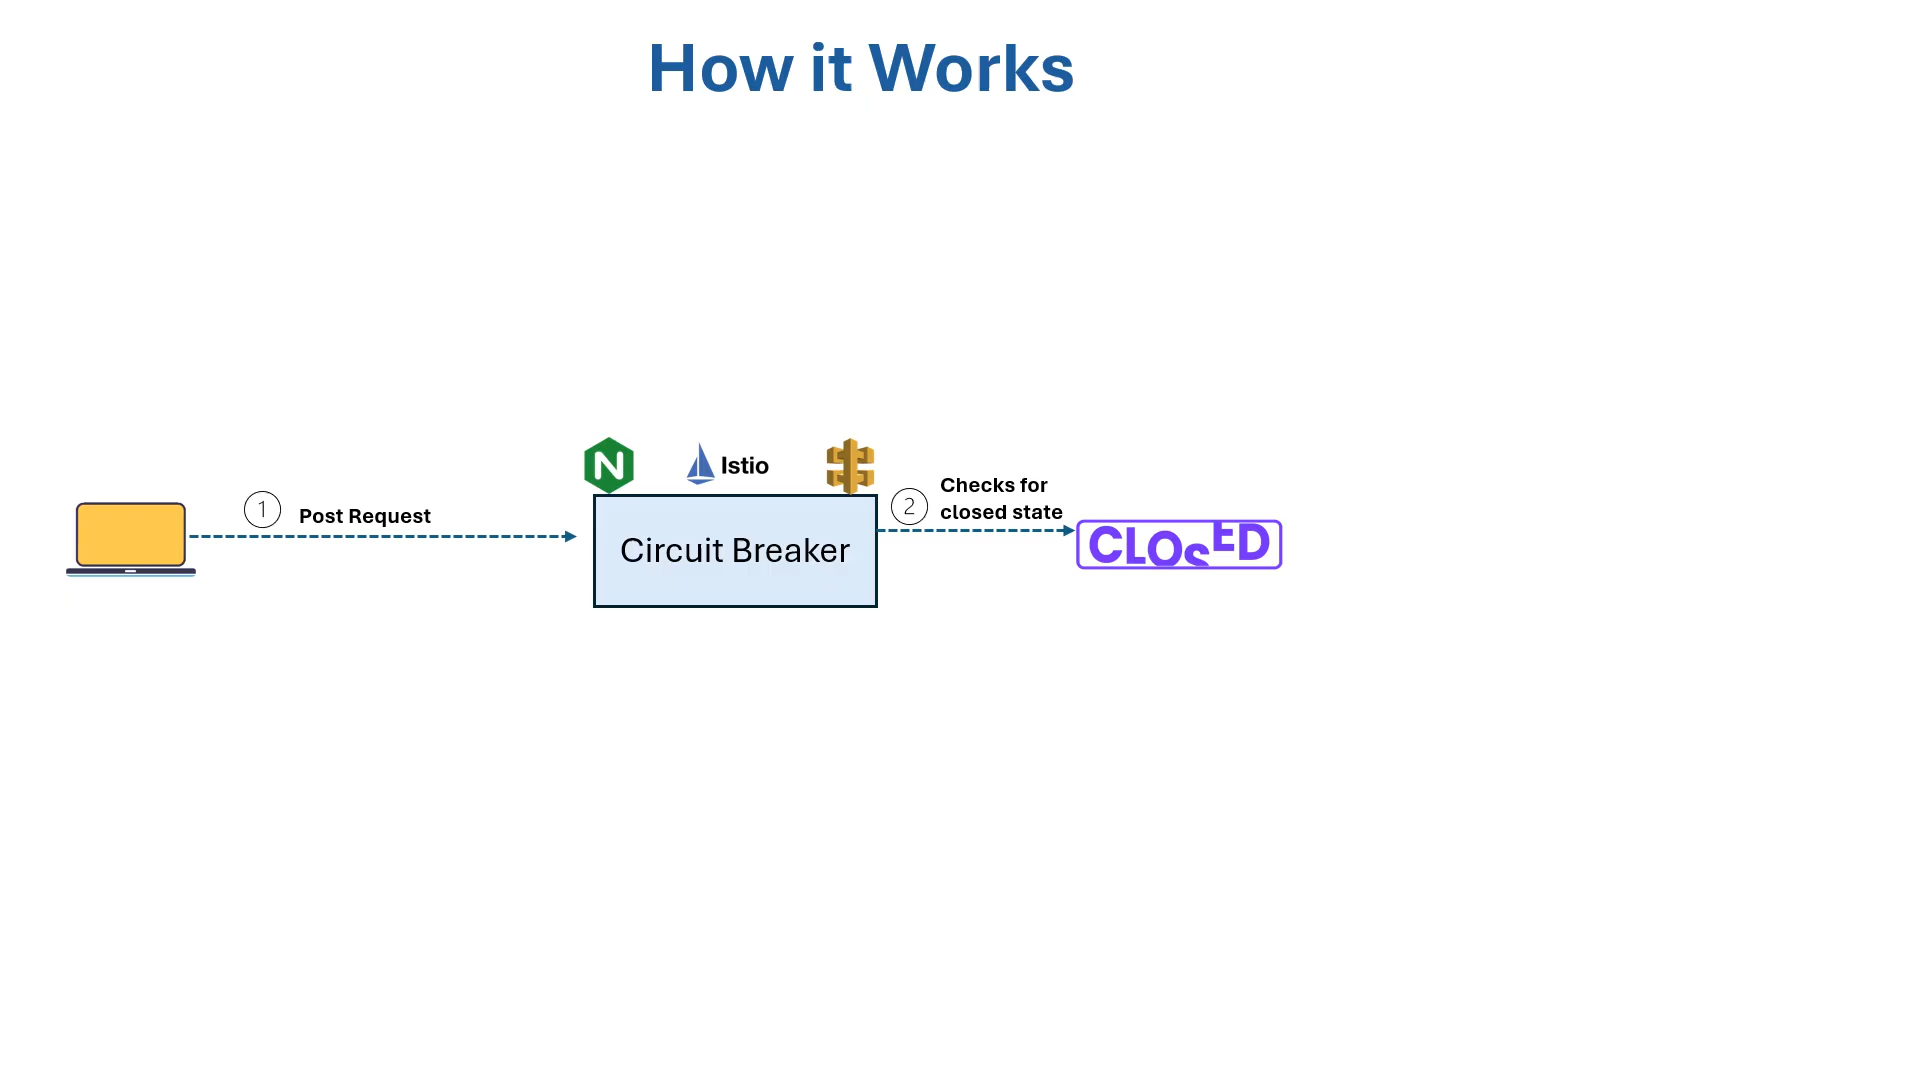 How it Works
N
Istio
1
Post Request
2
Checks for
closed state
Circuit Breaker
CLOSED